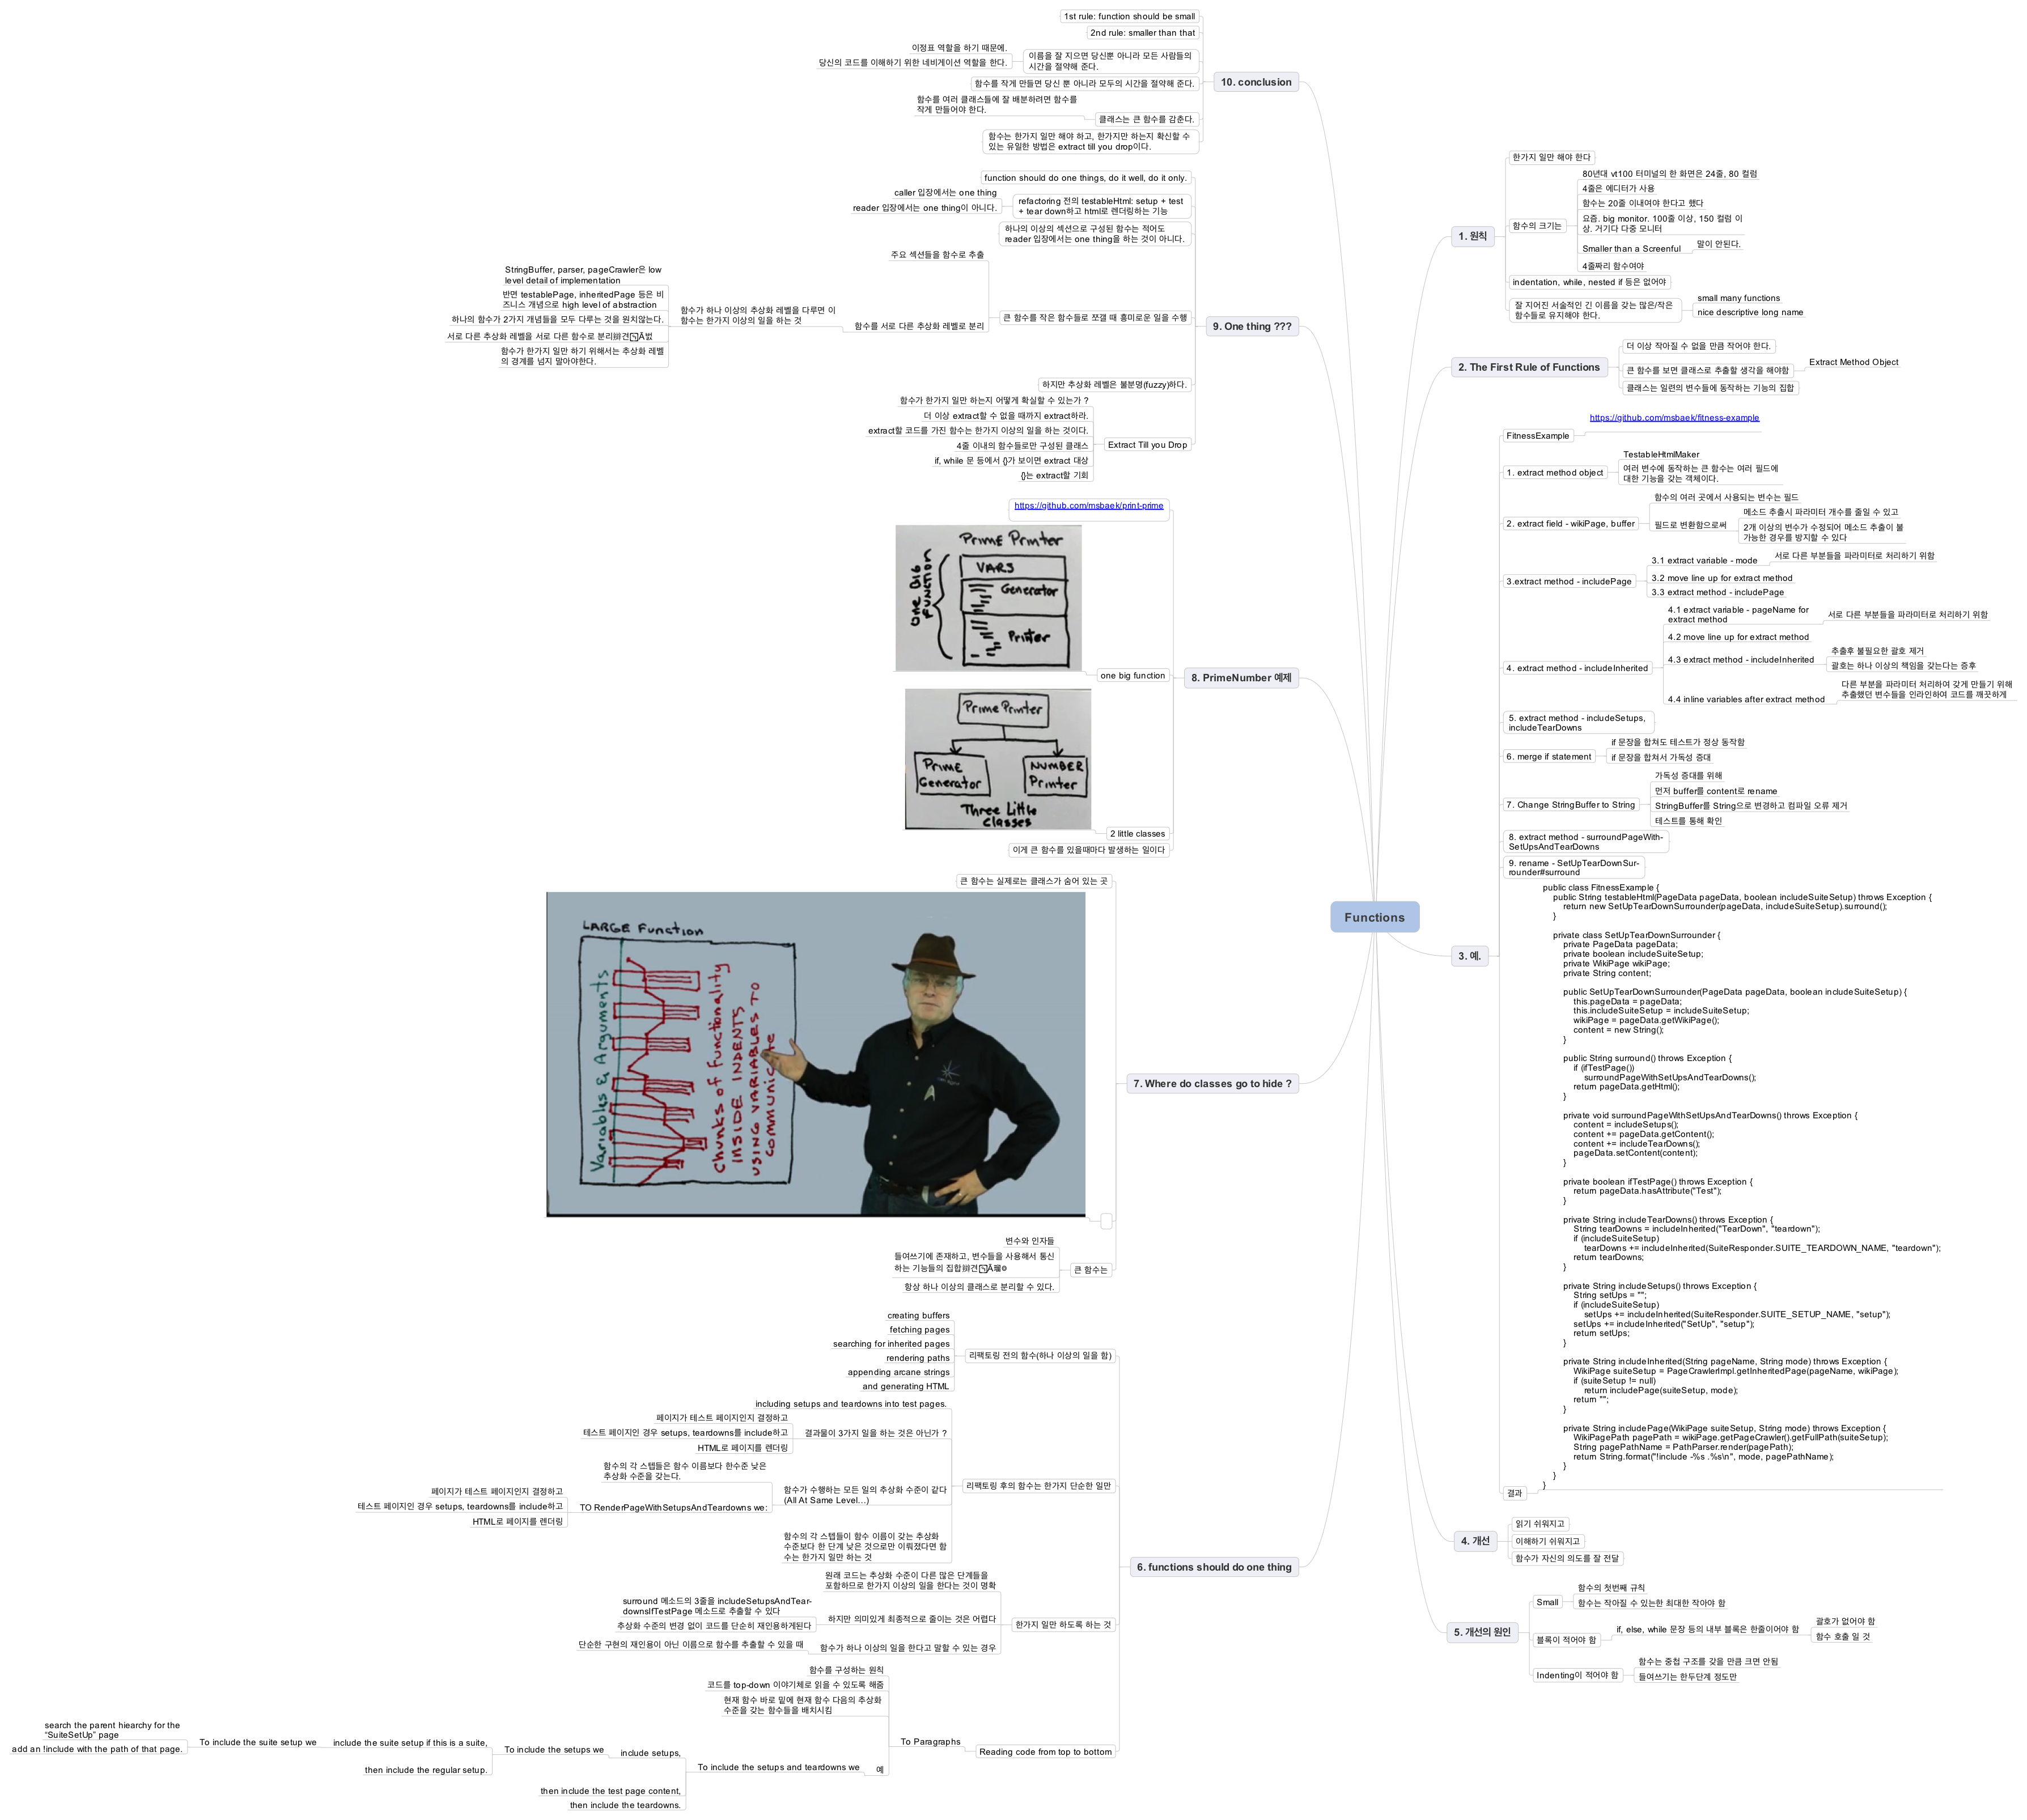 Functions
1. 원칙
한가지 일만 해야 한다
함수의 크기는
80년대 vt100 터미널의 한 화면은 24줄, 80 컬럼
4줄은 에디터가 사용
함수는 20줄 이내여야 한다고 했다
요즘. big monitor. 100줄 이상, 150 컬럼 이
상. 거기다 다중 모니터
Smaller than a Screenful
말이 안된다.
4줄짜리 함수여야
indentation, while, nested if 등은 없어야
잘 지어진 서술적인 긴 이름을 갖는 많은/작은
함수들로 유지해야 한다.
small many functions
nice descriptive long name
2. The First Rule of Functions
더 이상 작아질 수 없을 만큼 작어야 한다.
큰 함수를 보면 클래스로 추출할 생각을 해야함
Extract Method Object
클래스는 일련의 변수들에 동작하는 기능의 집합
3. 예.
FitnessExample
https://github.com/msbaek/fitness-example
1. extract method object
TestableHtmlMaker
여러 변수에 동작하는 큰 함수는 여러 필드에
대한 기능을 갖는 객체이다.
2. extract field - wikiPage, buffer
함수의 여러 곳에서 사용되는 변수는 필드
필드로 변환함으로써
메소드 추출시 파라미터 개수를 줄일 수 있고
2개 이상의 변수가 수정되어 메소드 추출이 불
가능한 경우를 방지할 수 있다
3.extract method - includePage
3.1 extract variable - mode
서로 다른 부분들을 파라미터로 처리하기 위함
3.2 move line up for extract method
3.3 extract method - includePage
4. extract method - includeInherited
4.1 extract variable - pageName for
extract method
서로 다른 부분들을 파라미터로 처리하기 위함
4.2 move line up for extract method
4.3 extract method - includeInherited
추출후 불필요한 괄호 제거
괄호는 하나 이상의 책임을 갖는다는 증후
4.4 inline variables after extract method
다른 부분을 파라미터 처리하여 갖게 만들기 위해
추출했던 변수들을 인라인하여 코드를 깨끗하게
5. extract method - includeSetups,
includeTearDowns
6. merge if statement
if 문장을 합쳐도 테스트가 정상 동작함
if 문장을 합쳐서 가독성 증대
7. Change StringBuffer to String
가독성 증대를 위해
먼저 buffer를 content로 rename
StringBuffer를 String으로 변경하고 컴파일 오류 제거
테스트를 통해 확인
8. extract method - surroundPageWith-
SetUpsAndTearDowns
9. rename - SetUpTearDownSur-
rounder#surround
결과
public class FitnessExample {
public String testableHtml(PageData pageData, boolean includeSuiteSetup) throws Exception {
return new SetUpTearDownSurrounder(pageData, includeSuiteSetup).surround();
}
private class SetUpTearDownSurrounder {
private PageData pageData;
private boolean includeSuiteSetup;
private WikiPage wikiPage;
private String content;
public SetUpTearDownSurrounder(PageData pageData, boolean includeSuiteSetup) {
this.pageData = pageData;
this.includeSuiteSetup = includeSuiteSetup;
wikiPage = pageData.getWikiPage();
content = new String();
}
public String surround() throws Exception {
if (ifTestPage())
surroundPageWithSetUpsAndTearDowns();
return pageData.getHtml();
}
private void surroundPageWithSetUpsAndTearDowns() throws Exception {
content = includeSetups();
content += pageData.getContent();
content += includeTearDowns();
pageData.setContent(content);
}
private boolean ifTestPage() throws Exception {
return pageData.hasAttribute("Test");
}
private String includeTearDowns() throws Exception {
String tearDowns = includeInherited("TearDown", "teardown");
if (includeSuiteSetup)
tearDowns += includeInherited(SuiteResponder.SUITE_TEARDOWN_NAME, "teardown");
return tearDowns;
}
private String includeSetups() throws Exception {
String setUps = "";
if (includeSuiteSetup)
setUps += includeInherited(SuiteResponder.SUITE_SETUP_NAME, "setup");
setUps += includeInherited("SetUp", "setup");
return setUps;
}
private String includeInherited(String pageName, String mode) throws Exception {
WikiPage suiteSetup = PageCrawlerImpl.getInheritedPage(pageName, wikiPage);
if (suiteSetup != null)
return includePage(suiteSetup, mode);
return "";
}
private String includePage(WikiPage suiteSetup, String mode) throws Exception {
WikiPagePath pagePath = wikiPage.getPageCrawler().getFullPath(suiteSetup);
String pagePathName = PathParser.render(pagePath);
return String.format("!include -%s .%s\n", mode, pagePathName);
}
}
}
4. 개선
읽기 쉬워지고
이해하기 쉬워지고
함수가 자신의 의도를 잘 전달
5. 개선의 원인
Small
함수의 첫번째 규칙
함수는 작아질 수 있는한 최대한 작아야 함
블록이 적어야 함
if, else, while 문장 등의 내부 블록은 한줄이어야 함
괄호가 없어야 함
함수 호출 일 것
Indenting이 적어야 함
함수는 중첩 구조를 갖을 만큼 크면 안됨
들여쓰기는 한두단계 정도만
6. functions should do one thing
리팩토링 전의 함수(하나 이상의 일을 함)
creating buffers
fetching pages
searching for inherited pages
rendering paths
appending arcane strings
and generating HTML
리팩토링 후의 함수는 한가지 단순한 일만
including setups and teardowns into test pages.
결과물이 3가지 일을 하는 것은 아닌가 ?
페이지가 테스트 페이지인지 결정하고
테스트 페이지인 경우 setups, teardowns를 include하고
HTML로 페이지를 렌더링
함수가 수행하는 모든 일의 추상화 수준이 같다
(All At Same Level...)
함수의 각 스텝들은 함수 이름보다 한수준 낮은
추상화 수준을 갖는다.
TO RenderPageWithSetupsAndTeardowns we:
페이지가 테스트 페이지인지 결정하고
테스트 페이지인 경우 setups, teardowns를 include하고
HTML로 페이지를 렌더링
함수의 각 스텝들이 함수 이름이 갖는 추상화
수준보다 한 단계 낮은 것으로만 이뤄졌다면 함
수는 한가지 일만 하는 것
한가지 일만 하도록 하는 것
원래 코드는 추상화 수준이 다른 많은 단계들을
포함하므로 한가지 이상의 일을 한다는 것이 명확
하지만 의미있게 최종적으로 줄이는 것은 어렵다
surround 메소드의 3줄을 includeSetupsAndTear-
downsIfTestPage 메소드로 추출할 수 있다
추상화 수준의 변경 없이 코드를 단순히 재인용하게된다
함수가 하나 이상의 일을 한다고 말할 수 있는 경우
단순한 구현의 재인용이 아닌 이름으로 함수를 추출할 수 있을 때
Reading code from top to bottom
To Paragraphs
함수를 구성하는 원칙
코드를 top-down 이야기체로 읽을 수 있도록 해줌
현재 함수 바로 밑에 현재 함수 다음의 추상화
수준을 갖는 함수들을 배치시킴
예
To include the setups and teardowns we
include setups,
To include the setups we
include the suite setup if this is a suite,
To include the suite setup we
search the parent hiearchy for the
“SuiteSetUp” page
add an !include with the path of that page.
then include the regular setup.
then include the test page content,
then include the teardowns.
7. Where do classes go to hide ?
큰 함수는 실제로는 클래스가 숨어 있는 곳
LARGE Function
Variables & Arguments
Chunks of functionality
INSIDE INDENTS
USING VARIABLES TO
COMMUNICATE
큰 함수는
변수와 인자들
들여쓰기에 존재하고, 변수들을 사용해서 통신
하는 기능들의 집합
항상 하나 이상의 클래스로 분리할 수 있다.
8. PrimeNumber 예제
https://github.com/msbaek/print-prime
Prime Printer
ONE BIG
FUNCTION
VARS
Generator
Printer
one big function
Prime Printer
Prime
Generator
NUMBER
Printer
Three Little
Classes
2 little classes
이게 큰 함수를 있을때마다 발생하는 일이다
9. One thing ???
function should do one things, do it well, do it only.
refactoring 전의 testableHtml: setup + test
+ tear down하고 html로 렌더링하는 기능
caller 입장에서는 one thing
reader 입장에서는 one thing이 아니다.
하나의 이상의 섹션으로 구성된 함수는 적어도
reader 입장에서는 one thing을 하는 것이 아니다.
큰 함수를 작은 함수들로 쪼갤 때 흥미로운 일을 수행
주요 섹션들을 함수로 추출
함수를 서로 다른 추상화 레벨로 분리
함수가 하나 이상의 추상화 레벨을 다루면 이
함수는 한가지 이상의 일을 하는 것
StringBuffer, parser, pageCrawler은 low
level detail of implementation
반면 testablePage, inheritedPage 등은 비
즈니스 개념으로 high level of abstraction
하나의 함수가 2가지 개념들을 모두 다루는 것을 원치않는다.
서로 다른 추상화 레벨을 서로 다른 함수로 분리
함수가 한가지 일만 하기 위해서는 추상화 레벨
의 경계를 넘지 말아야한다.
하지만 추상화 레벨은 불분명(fuzzy)하다.
Extract Till you Drop
함수가 한가지 일만 하는지 어떻게 확실할 수 있는가 ?
더 이상 extract할 수 없을 때까지 extract하라.
extract할 코드를 가진 함수는 한가지 이상의 일을 하는 것이다.
4줄 이내의 함수들로만 구성된 클래스
if, while 문 등에서 {}가 보이면 extract 대상
{}는 extract할 기회
10. conclusion
1st rule: function should be small
2nd rule: smaller than that
이름을 잘 지으면 당신뿐 아니라 모든 사람들의
시간을 절약해 준다.
이정표 역할을 하기 때문에.
당신의 코드를 이해하기 위한 네비게이션 역할을 한다.
함수를 작게 만들면 당신 뿐 아니라 모두의 시간을 절약해 준다.
클래스는 큰 함수를 감춘다.
함수를 여러 클래스들에 잘 배분하려면 함수를
작게 만들어야 한다.
함수는 한가지 일만 해야 하고, 한가지만 하는지 확신할 수
있는 유일한 방법은 extract till you drop이다.